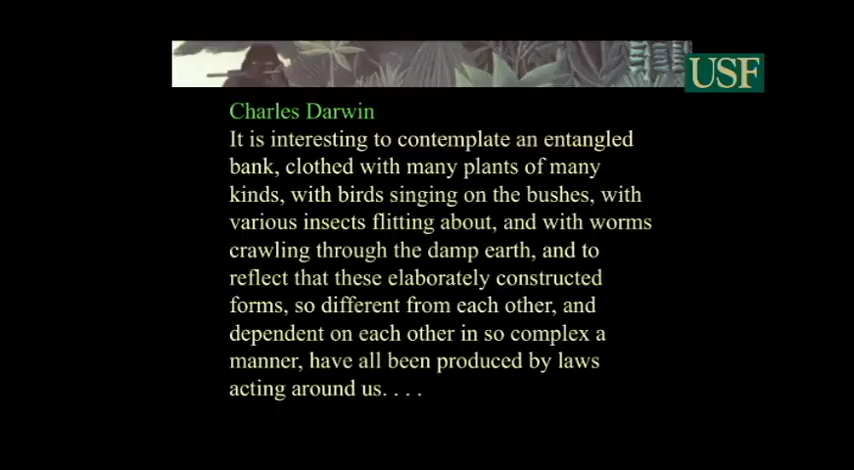 USF
Charles Darwin
It is interesting to contemplate an entangled
bank, clothed with many plants of many
kinds, with birds singing on the bushes, with
various insects flitting about, and with worms
crawling through the damp earth, and to
reflect that these elaborately constructed
forms, so different from each other, and
dependent on each other in so complex a
manner, have all been produced by laws
acting around us. . . .